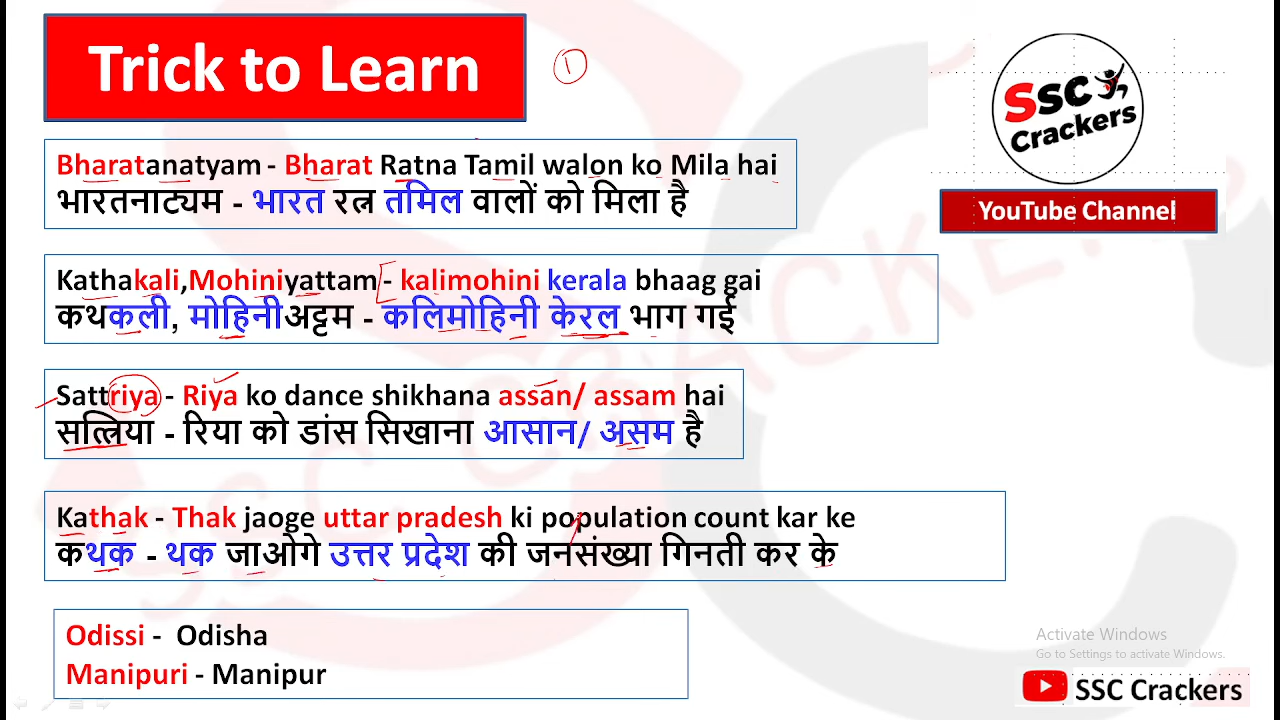 Trick to Learn
1
SSC
Crackers
YouTube Channel
Bharatanatyam - Bharat Ratna Tamil walon ko Mila hai
भारतनाट्यम - भारत रत्न तमिल वालों को मिला है
Kathakali,Mohiniyattam - kalimohini kerala bhaag gai
कथकली, मोहिनीअट्टम - कलिमोहिनी केरल भाग गई
Sattriya - Riya ko dance shikhana assan/ assam hai
सत्त्रिया - रिया को डांस सिखाना आसान/ असम है
Kathak - Thak jaoge uttar pradesh ki population count kar ke
कथक - थक जाओगे उत्तर प्रदेश की जनसंख्या गिनती कर के
Odissi - Odisha
Manipuri - Manipur
Activate Windows
Go to Settings to activate Windows.
SSC Crackers